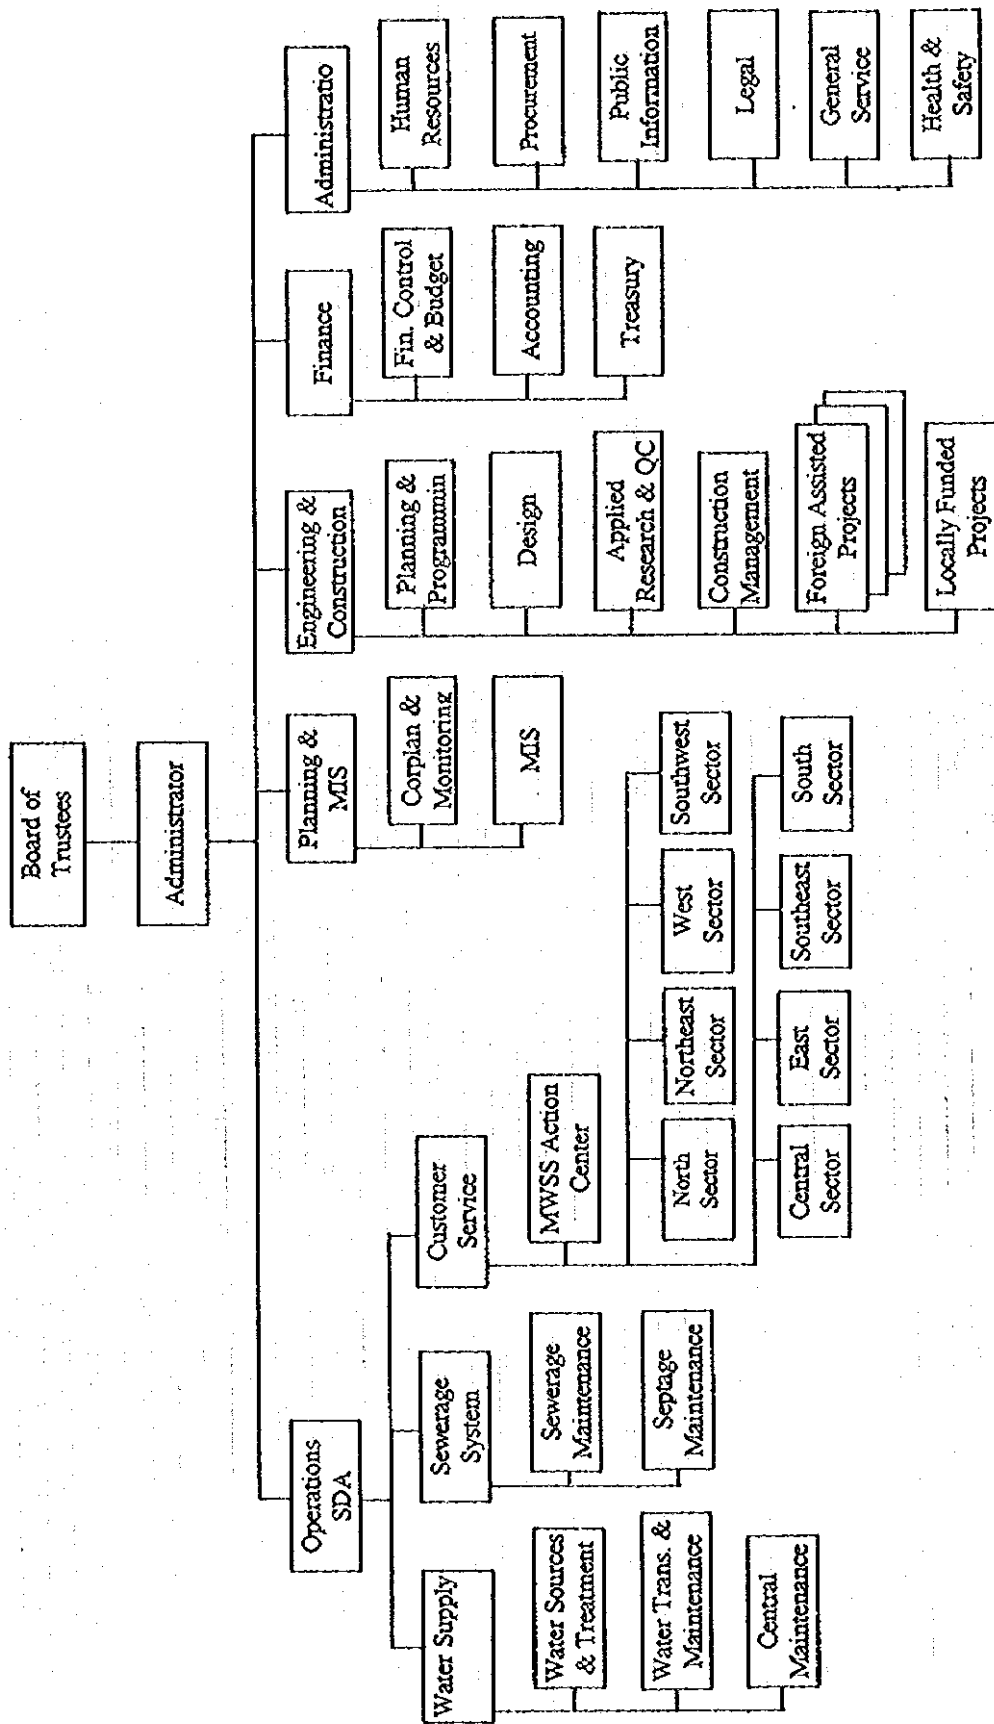 Board of
Trustees
Administrator
Operations
SDA
Planning &
MIS
Engineering &
Construction
Finance
Administratio
Water Supply
Water Sources
& Treatment
Water Trans. &
Maintenance
Central
Maintenance
Sewerage
System
Sewerage
Maintenance
Septage
Maintenance
Customer
Service
MWSS Action
Center
North
Sector
Northeast
Sector
West
Sector
Southwest
Sector
Central
Sector
East
Sector
Southeast
Sector
South
Sector
Corplan &
Monitoring
MIS
Planning &
Programmin
Design
Applied
Research & QC
Construction
Management
Foreign Assisted
Projects
Locally Funded
Projects
Fin. Control
& Budget
Accounting
Treasury
Human
Resources
Procurement
Public
Information
Legal
General
Service
Health &
Safety